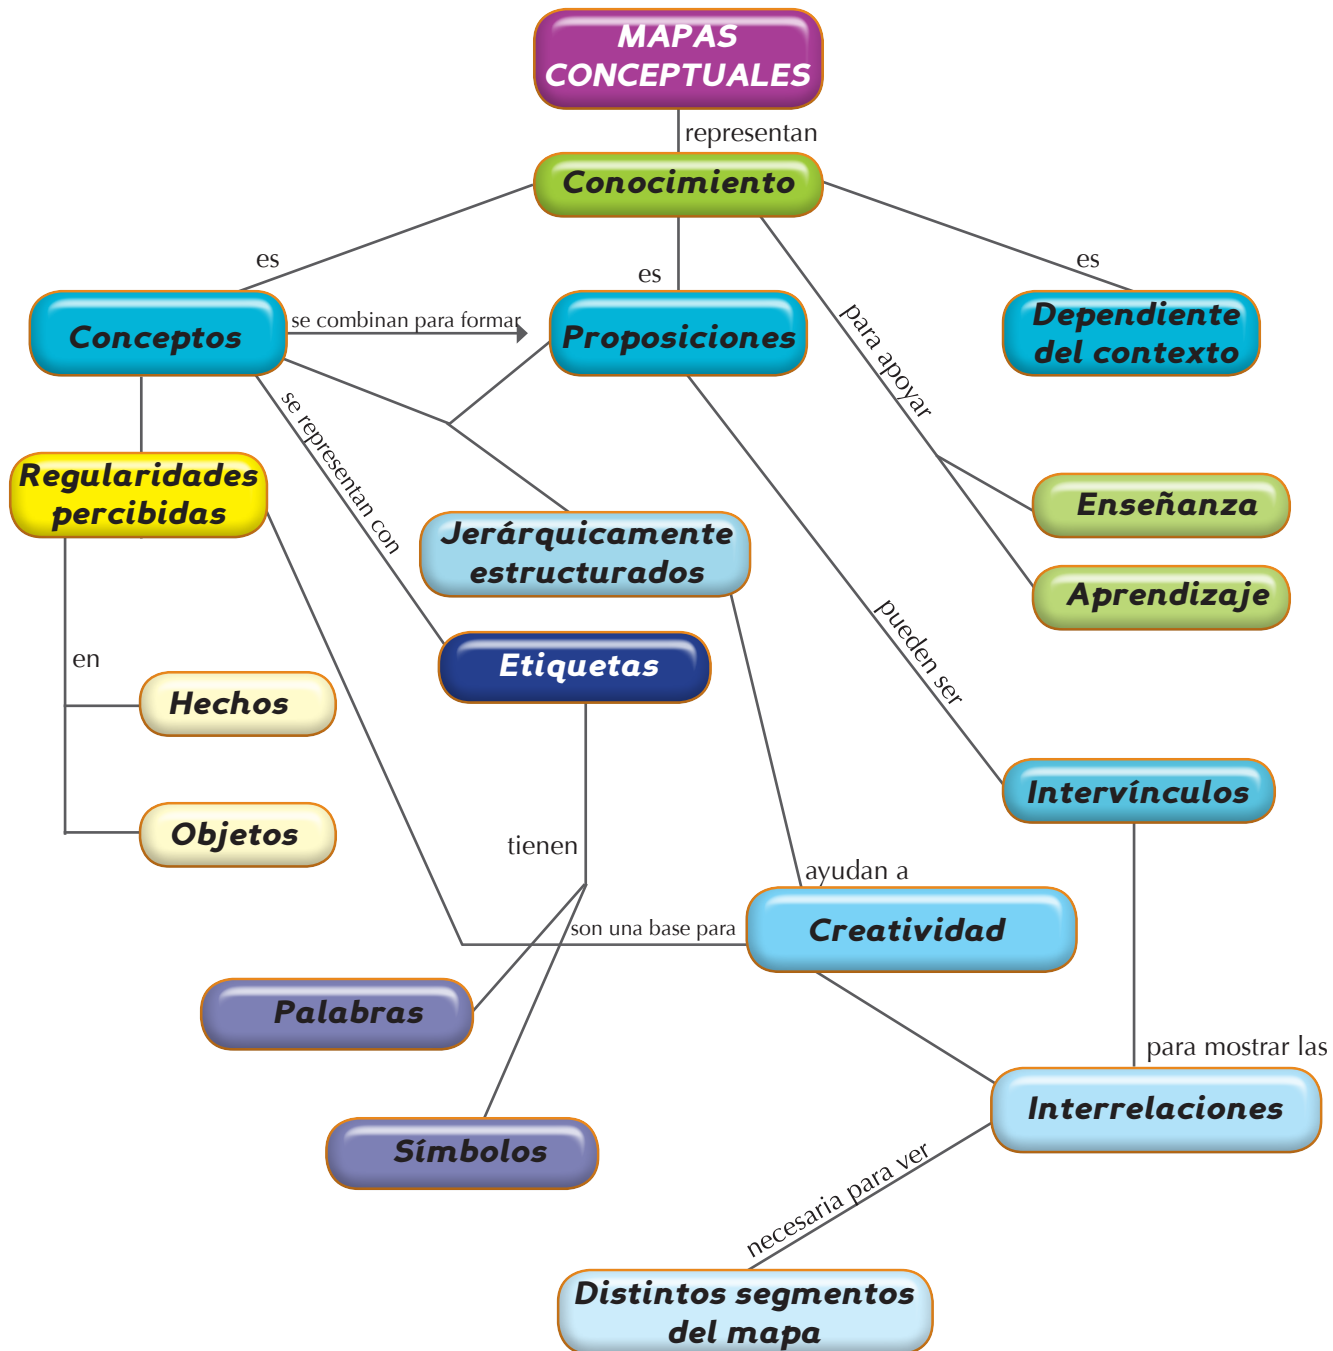 MAPAS
CONCEPTUALES
representan
Conocimiento
es
es
es
para apoyar
Conceptos
se combinan para formar
Proposiciones
Dependiente
del contexto
se representan con
Regularidades
percibidas
Jerárquicamente
estructurados
Enseñanza
Aprendizaje
en
Etiquetas
pueden ser
Hechos
Objetos
Intervínculos
tienen
ayudan a
son una base para
Creatividad
Palabras
para mostrar las
Símbolos
Interrelaciones
necesaria para ver
Distintos segmentos
del mapa